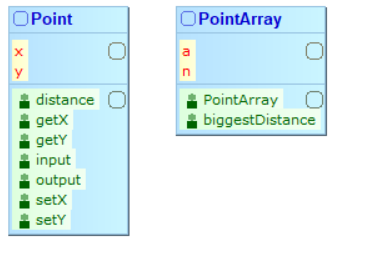 Point
x
y
distance
getX
getY
input
output
setX
setY
PointArray
a
n
PointArray
biggestDistance